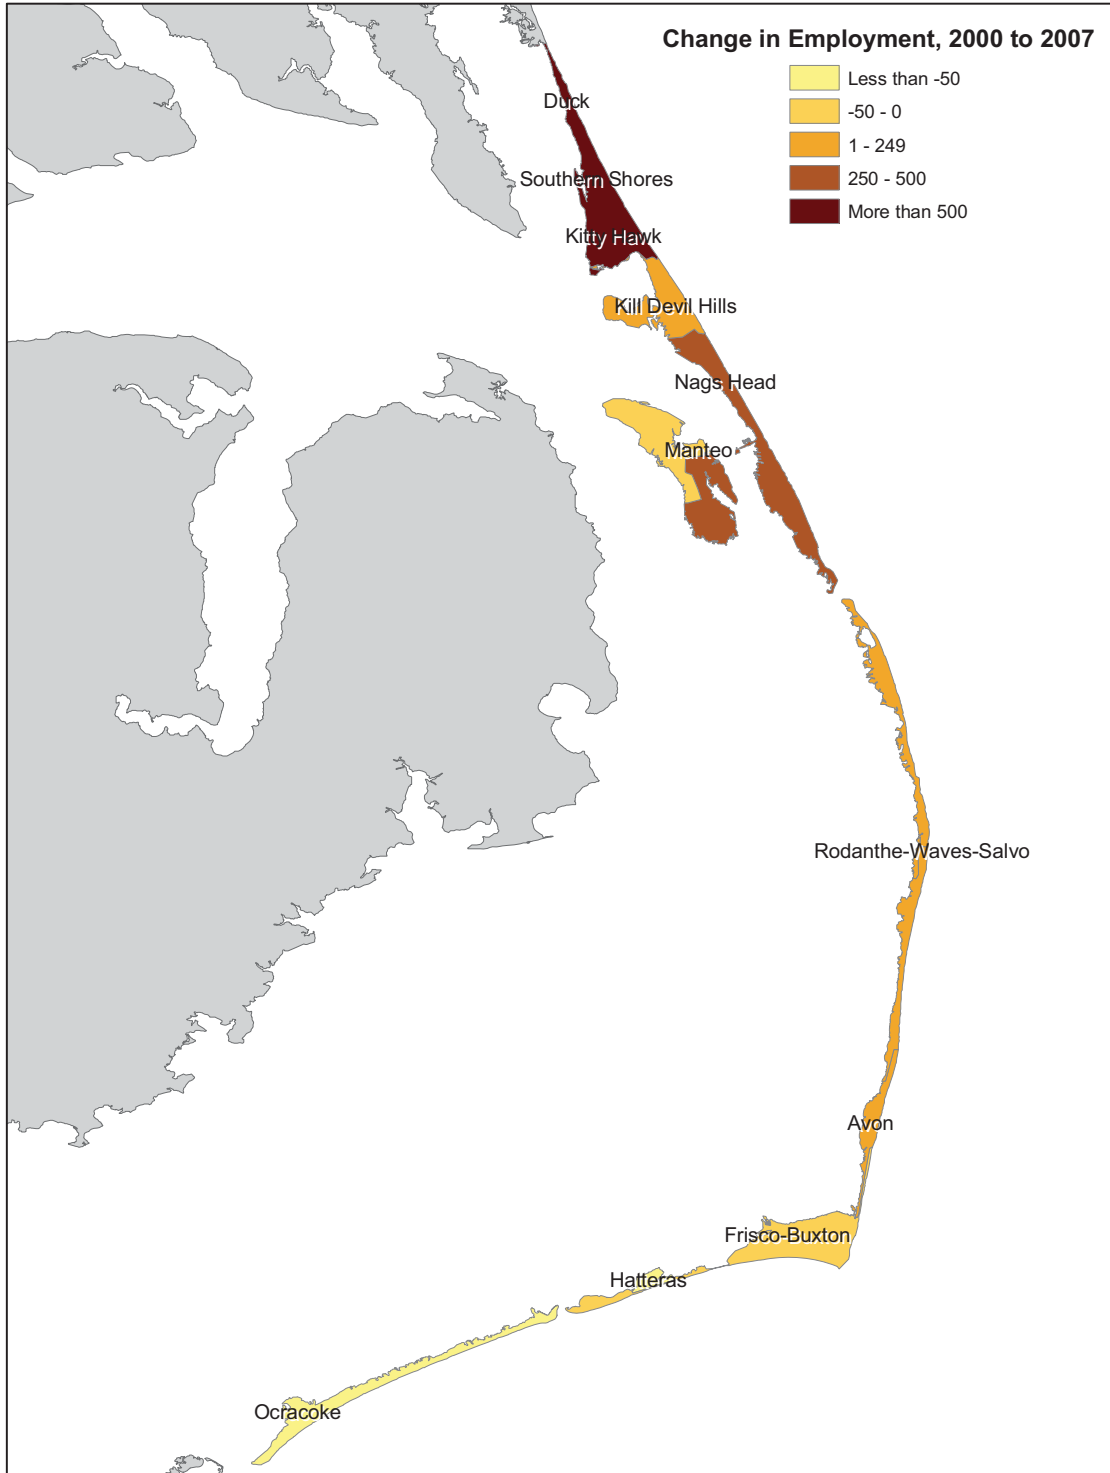 Change in Employment, 2000 to 2007
Less than -50
-50 - 0
1 - 249
250 - 500
More than 500
Duck
Southern Shores
Kitty Hawk
Kill Devil Hills
Nags Head
Manteo
Rodanthe-Waves-Salvo
Avon
Frisco-Buxton
Hatteras
Ocracoke